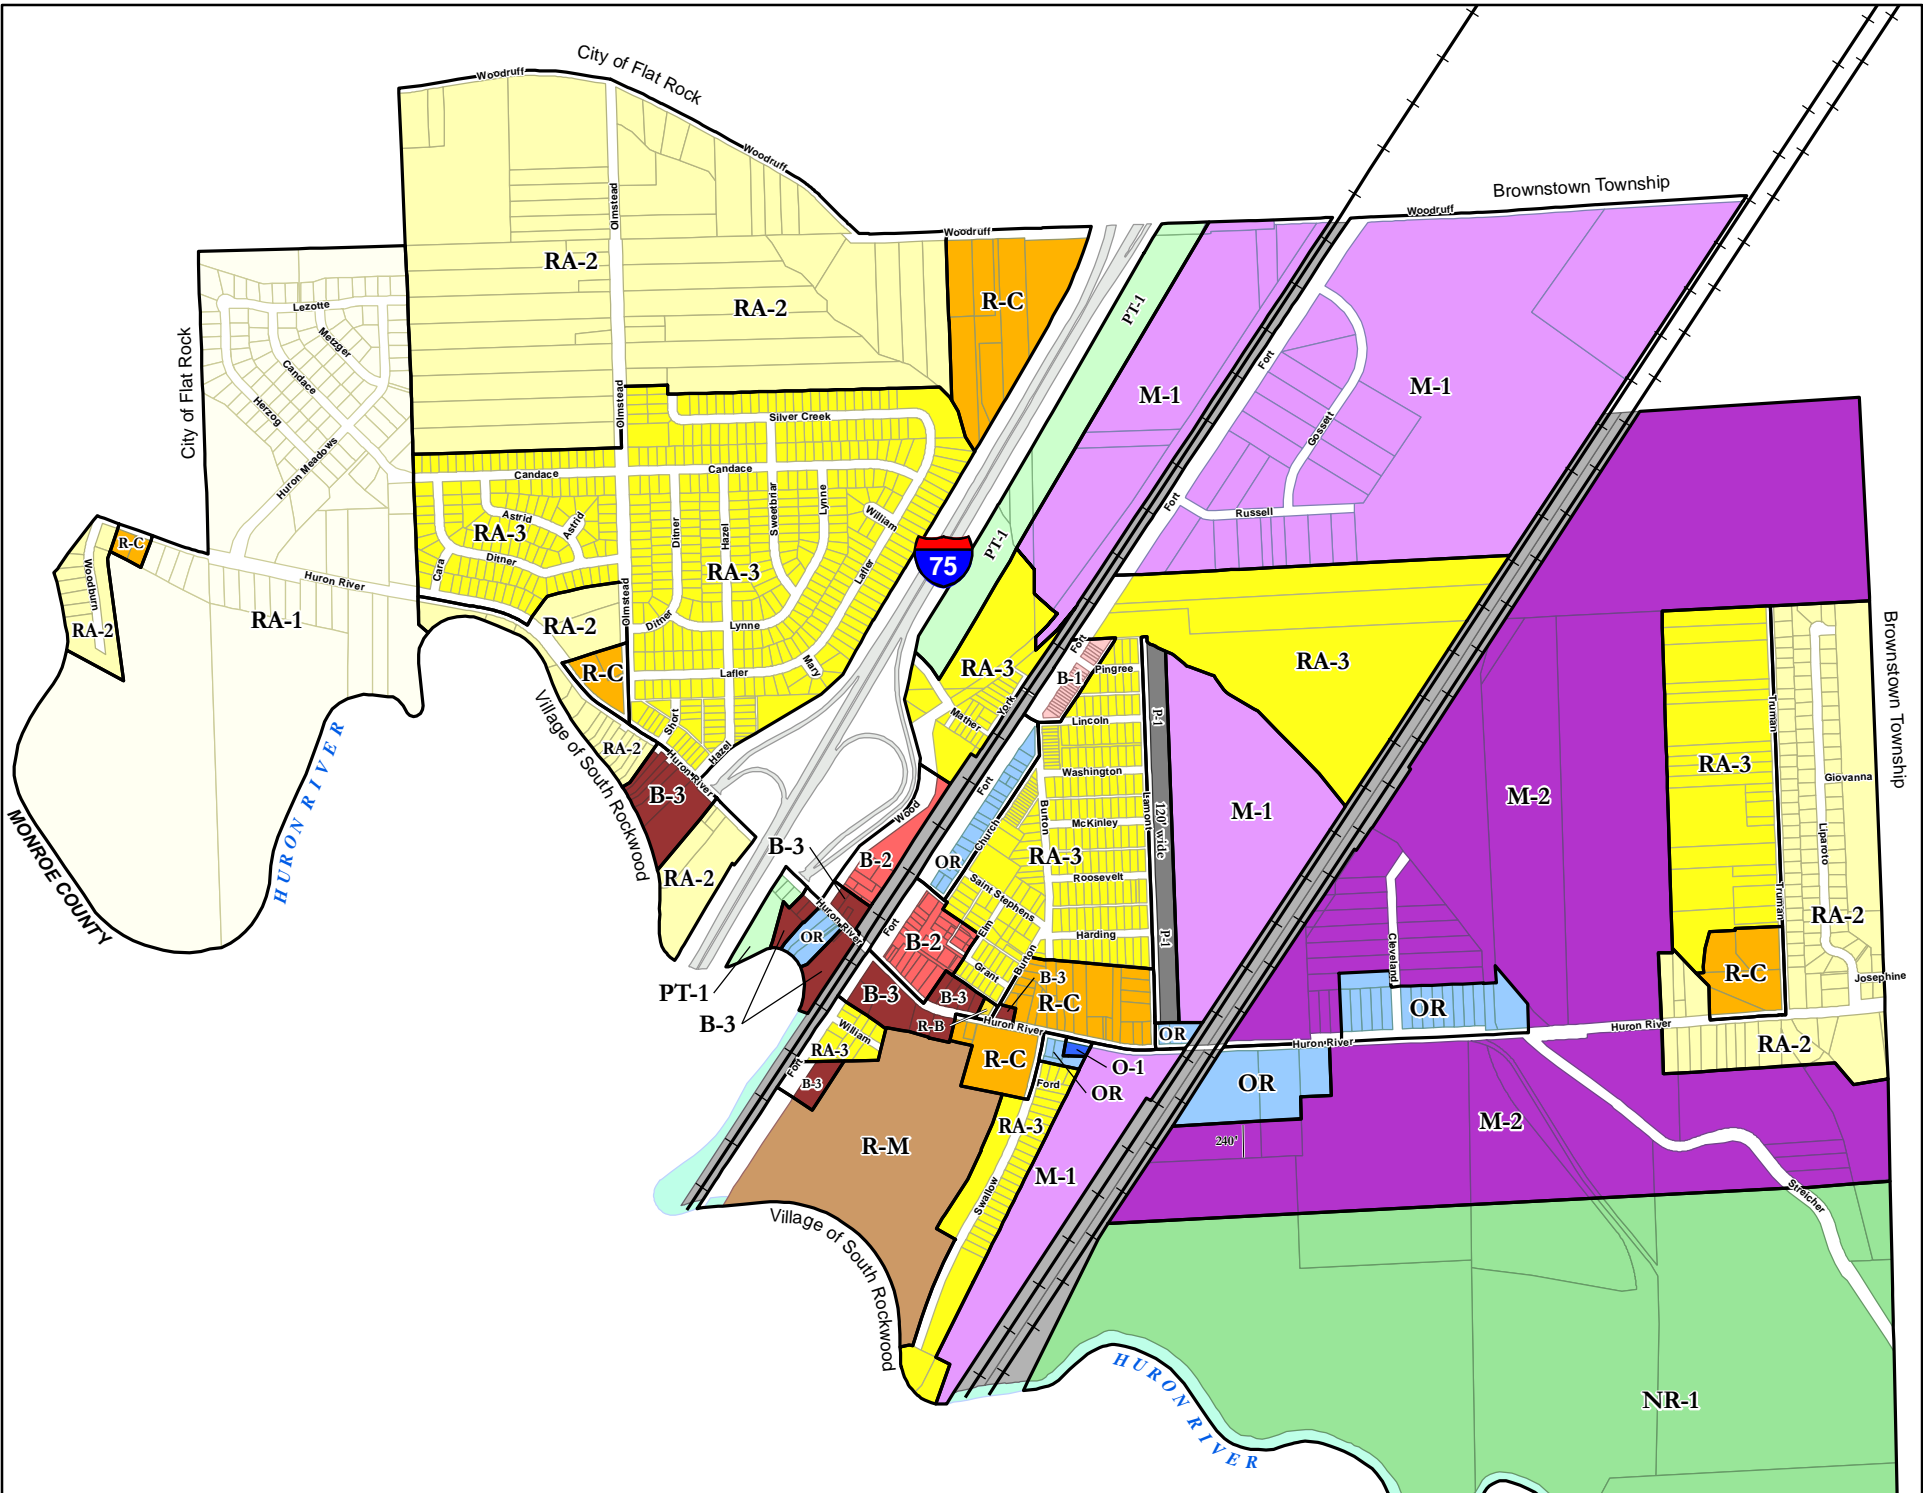 City of Flat Rock
Woodruff
Woodruff
Woodruff
Brownstown Township
Woodruff
Olmstead
RA-2
RA-2
R-C
PT-1
M-1
M-1
Fort
Gossett
Fort
Russell
City of Flat Rock
Lezotte
Metzger
Candace
Herzog
Huron Meadows
Olmstead
Silver Creek
Candace
Candace
Astrid
Astrid
RA-3
Ditner
Cara
Ditner
Hazel
Sweetbriar
Lynne
William
RA-3
Lafler
Olmstead
Ditner
Lynne
Lafler
Mary
Short
Hazel
75
PT-1
R-C
Woodburn
RA-2
Huron River
RA-1
RA-2
R-C
RA-2
Huron River
B-3
RA-2
Village of South Rockwood
HURON RIVER
MONROE COUNTY
RA-3
Mather
York
Fort
B-1
Pingree
Lincoln
Washington
Burton
McKinley
RA-3
Roosevelt
Saint Stephens
Harding
Elm
Grant
Burton
Lamont
P-1
120' wide
P-1
M-1
RA-3
M-2
RA-3
Truman
Truman
Giovanna
Liparoto
RA-2
Josephine
R-C
Brownstown Township
Fort
Church
OR
Wood
B-2
B-3
Huron River
OR
Fort
B-2
PT-1
B-3
B-3
B-3
B-3
R-C
R-B
Huron River
R-C
William
RA-3
Fort
B-3
OR
O-1
OR
Ford
RA-3
Swallow
M-1
R-M
Village of South Rockwood
Cleveland
OR
Huron River
Huron River
OR
240'
M-2
RA-2
Streicher
NR-1
HURON RIVER